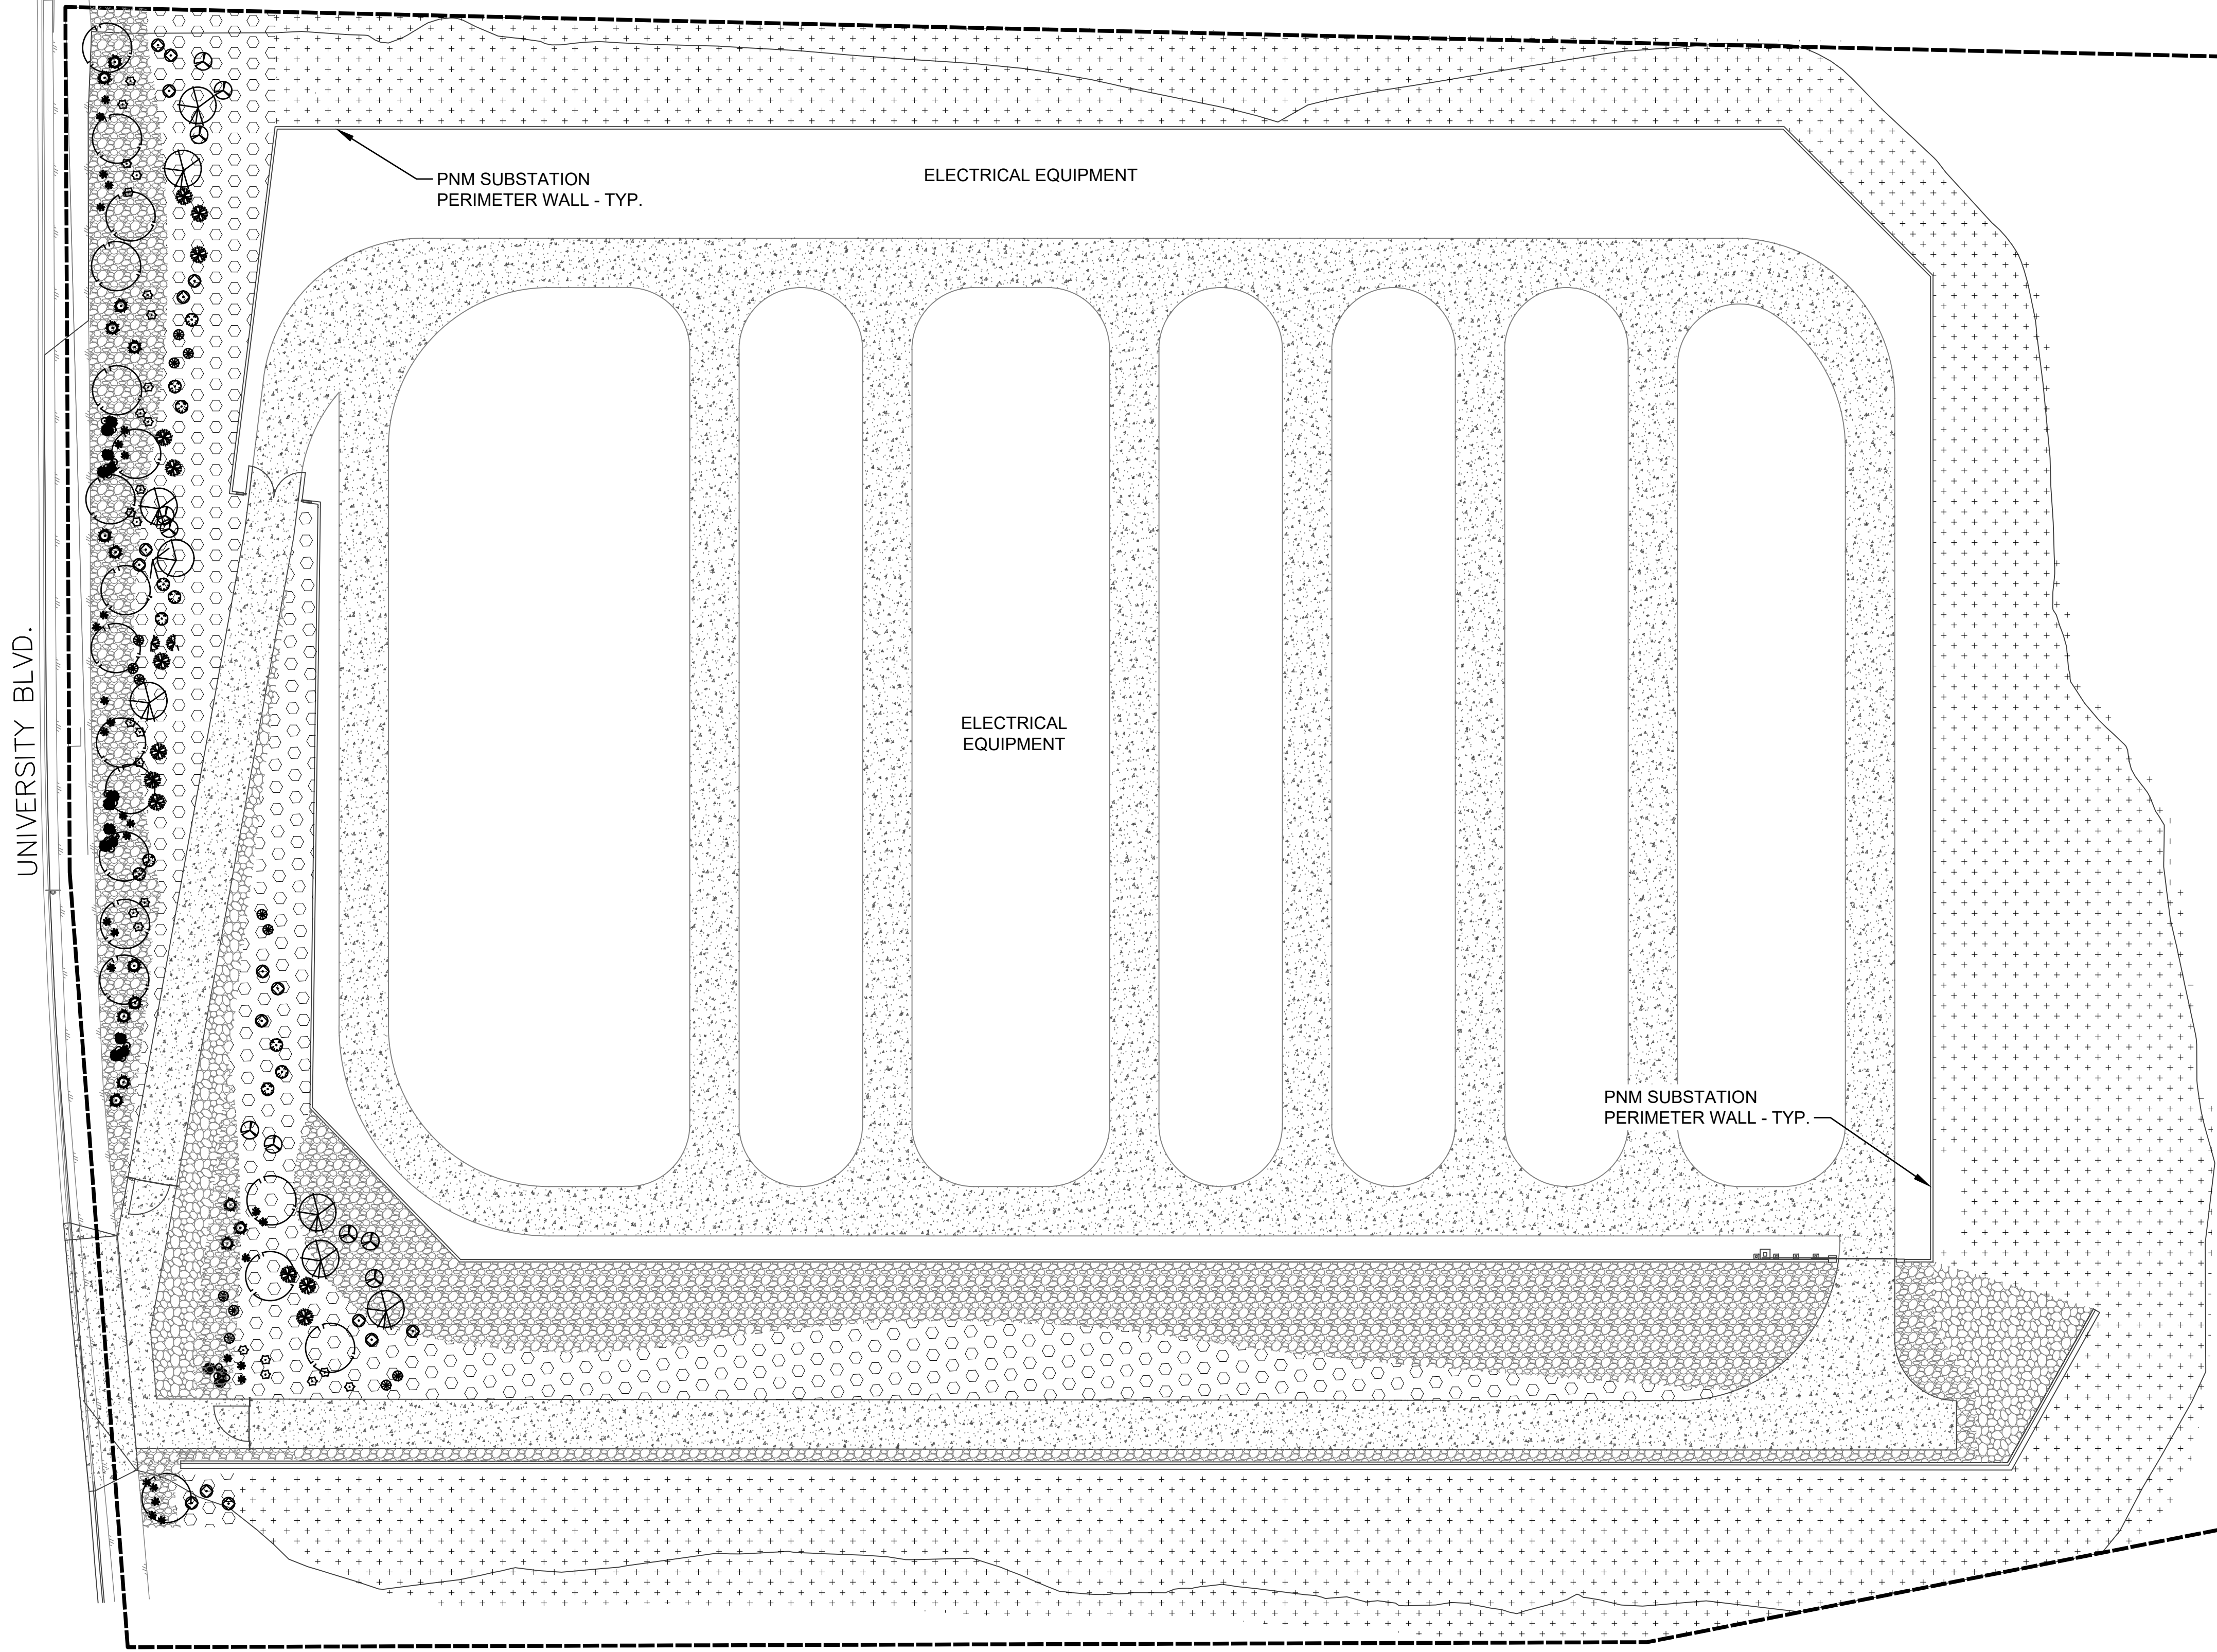 PNM SUBSTATION
PERIMETER WALL - TYP.
ELECTRICAL EQUIPMENT
UNIVERSITY BLVD.
ELECTRICAL
EQUIPMENT
PNM SUBSTATION
PERIMETER WALL - TYP.